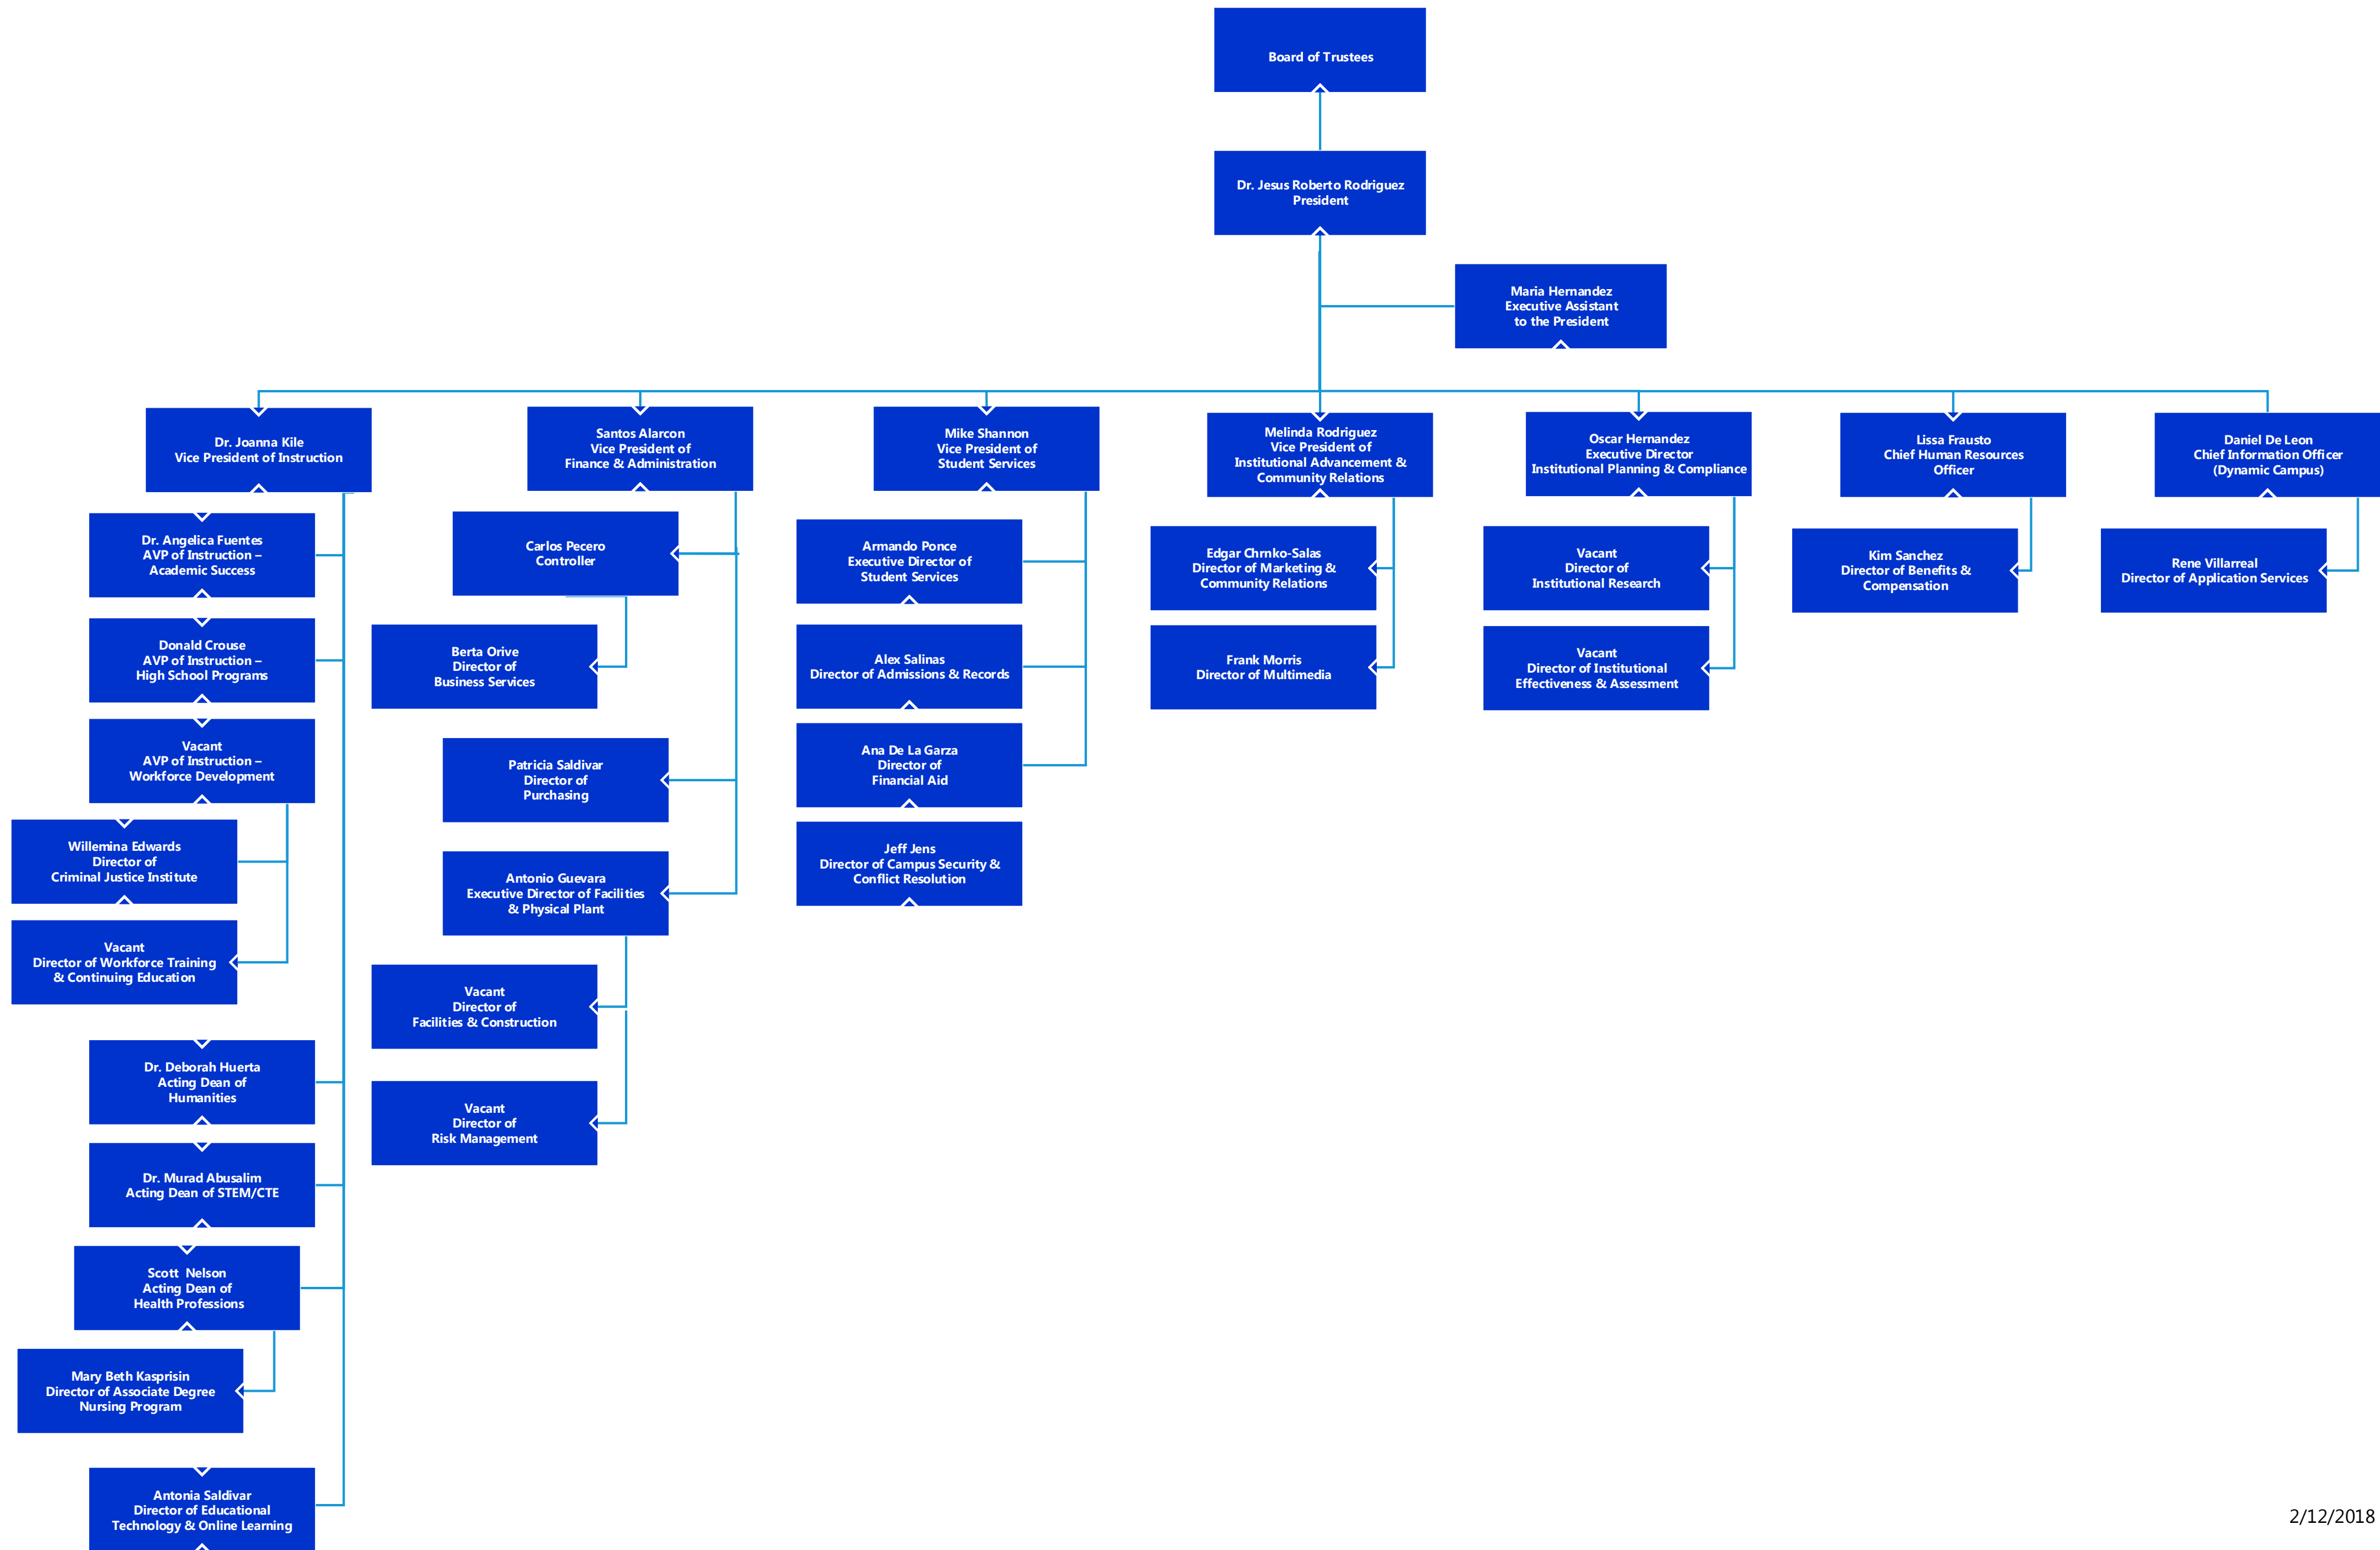 Board of Trustees
Dr. Jesus Roberto Rodriguez
President
Maria Hernandez
Executive Assistant
to the President
Dr. Joanna Kile
Vice President of Instruction
Santos Alarcon
Vice President of
Finance & Administration
Mike Shannon
Vice President of
Student Services
Melinda Rodriguez
Vice President of
Institutional Advancement &
Community Relations
Oscar Hernandez
Executive Director
Institutional Planning & Compliance
Lissa Frausto
Chief Human Resources
Officer
Daniel De Leon
Chief Information Officer
(Dynamic Campus)
Dr. Angelica Fuentes
AVP of Instruction –
Academic Success
Donald Crouse
AVP of Instruction –
High School Programs
Vacant
AVP of Instruction –
Workforce Development
Willemina Edwards
Director of
Criminal Justice Institute
Vacant
Director of Workforce Training
& Continuing Education
Dr. Deborah Huerta
Acting Dean of
Humanities
Dr. Murad Abusalim
Acting Dean of STEM/CTE
Scott Nelson
Acting Dean of
Health Professions
Mary Beth Kasprisin
Director of Associate Degree
Nursing Program
Antonia Saldivar
Director of Educational
Technology & Online Learning
Carlos Pecero
Controller
Berta Orive
Director of
Business Services
Patricia Saldivar
Director of
Purchasing
Antonio Guevara
Executive Director of Facilities
& Physical Plant
Vacant
Director of
Facilities & Construction
Vacant
Director of
Risk Management
Armando Ponce
Executive Director of
Student Services
Alex Salinas
Director of Admissions & Records
Ana De La Garza
Director of
Financial Aid
Jeff Jens
Director of Campus Security &
Conflict Resolution
Edgar Chrnko-Salas
Director of Marketing &
Community Relations
Frank Morris
Director of Multimedia
Vacant
Director of
Institutional Research
Vacant
Director of Institutional
Effectiveness & Assessment
Kim Sanchez
Director of Benefits &
Compensation
Rene Villarreal
Director of Application Services
2/12/2018